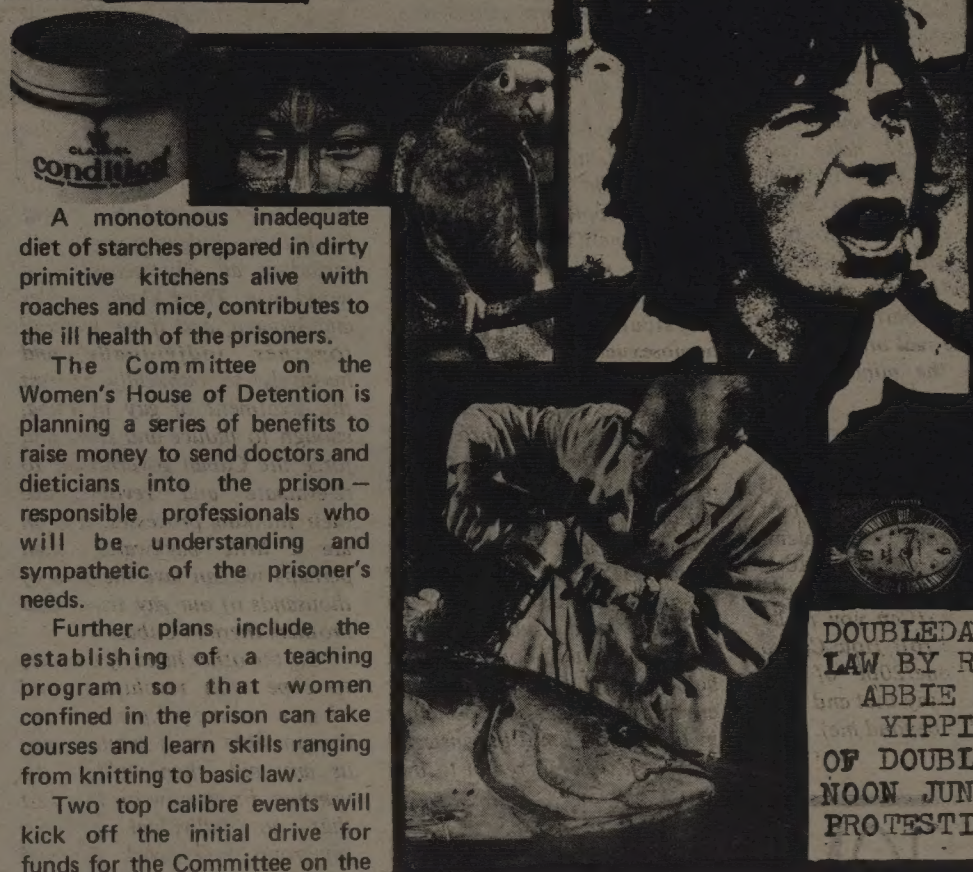 CLAIROL
condition
A monotonous inadequate
diet of starches prepared in dirty
primitive kitchens alive with
roaches and mice, contributes to
the ill health of the prisoners.
The Committee on the
Women's House of Detention is
planning a series of benefits to
raise money to send doctors and
dieticians into the prison —
responsible professionals who
will be understanding and
sympathetic of the prisoner's
needs.
Further plans include the
establishing of a teaching
program so that women
confined in the prison can take
courses and learn skills ranging
from knitting to basic law.
Two top calibre events will
kick off the initial drive for
funds for the Committee on the
DOUBLEDA
LAW BY R
ABBIE
YIPPI
OF DOUBL
NOON JUN
PROTESTI